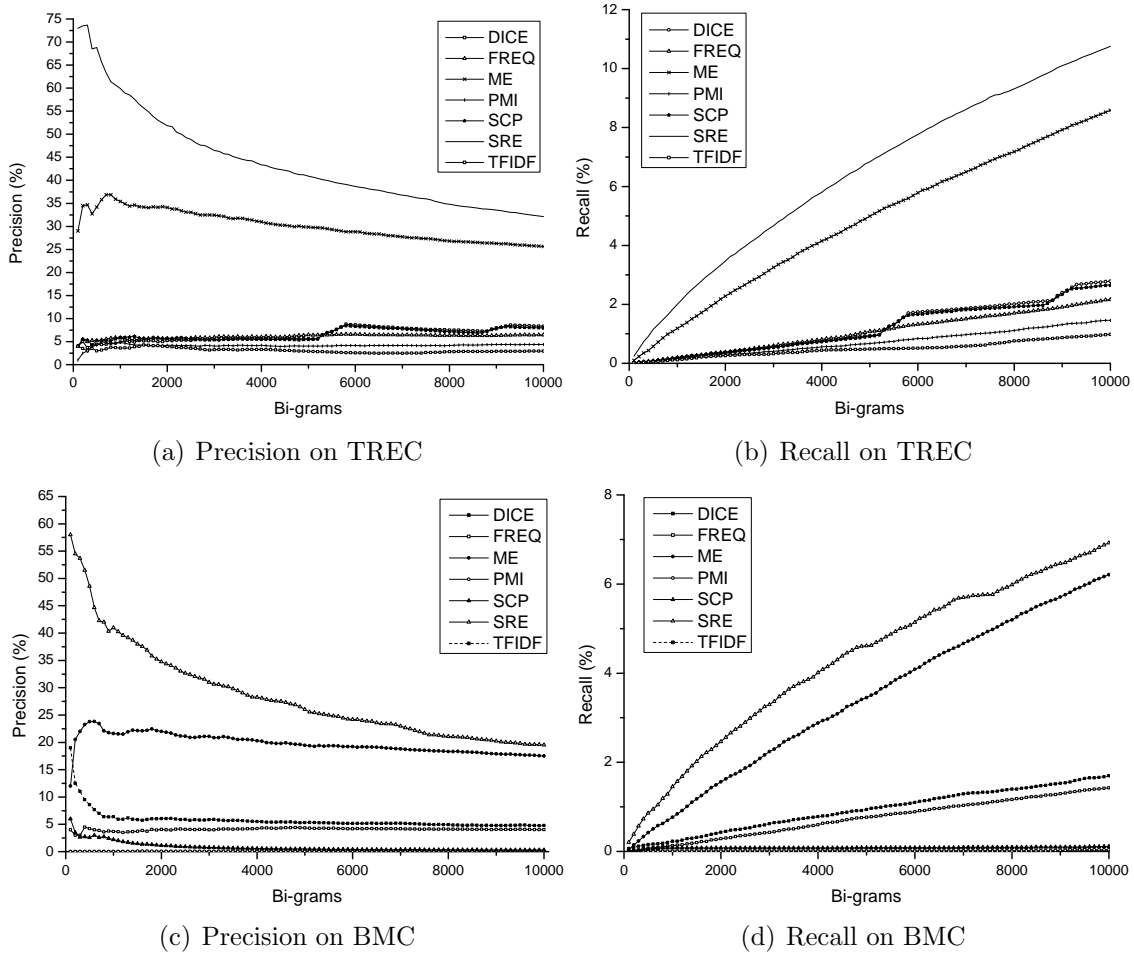 75
70
65
60
55
50
45
40
35
30
25
20
15
10
5
0
Precision (%)
0 2000 4000 6000 8000 10000
Bi-grams
DICE
FREQ
ME
PMI
SCP
SRE
TFIDF
(a) Precision on TREC
12
10
8
6
4
2
0
Recall (%)
0 2000 4000 6000 8000 10000
Bi-grams
DICE
FREQ
ME
PMI
SCP
SRE
TFIDF
(b) Recall on TREC
65
60
55
50
45
40
35
30
25
20
15
10
5
0
Precision (%)
0 2000 4000 6000 8000 10000
Bi-grams
DICE
FREQ
ME
PMI
SCP
SRE
TFIDF
(c) Precision on BMC
8
6
4
2
0
Recall (%)
0 2000 4000 6000 8000 10000
Bi-grams
DICE
FREQ
ME
PMI
SCP
SRE
TFIDF
(d) Recall on BMC